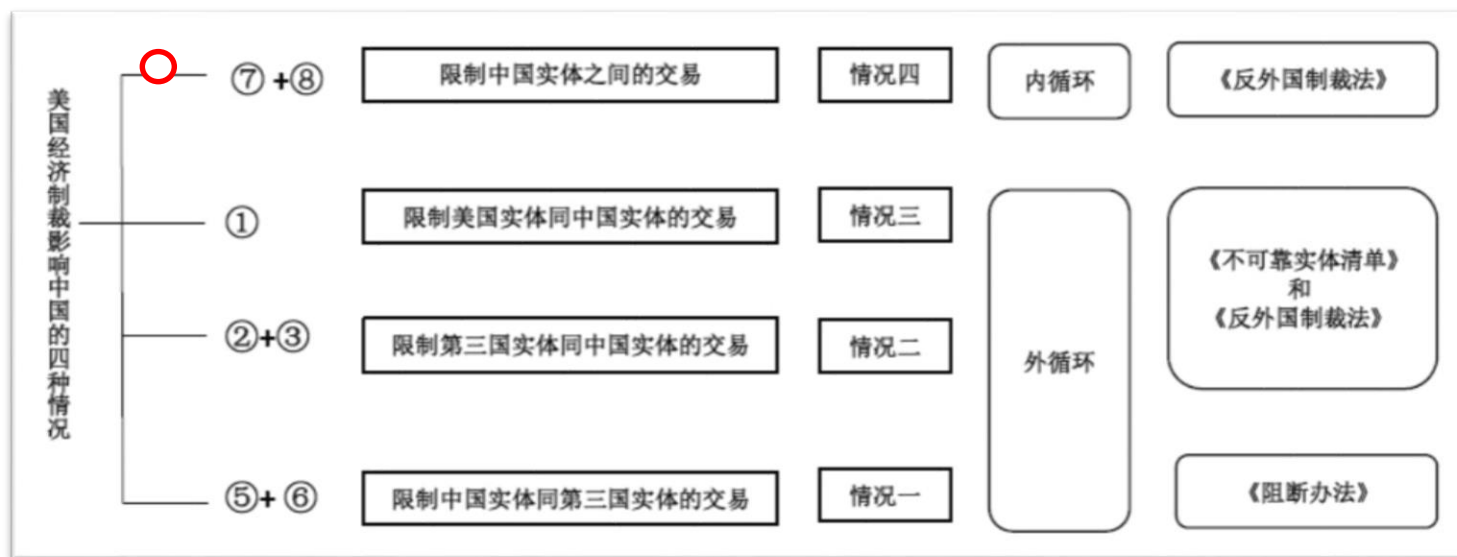 美国经济制裁影响中国的四种情况
⑦+⑧ 限制中国实体之间的交易 情况四 内循环 《反外国制裁法》
① 限制美国实体同中国实体的交易 情况三
②+③ 限制第三国实体同中国实体的交易 情况二
外循环
《不可靠实体清单》
和
《反外国制裁法》
⑤+⑥ 限制中国实体同第三国实体的交易 情况一 《阻断办法》